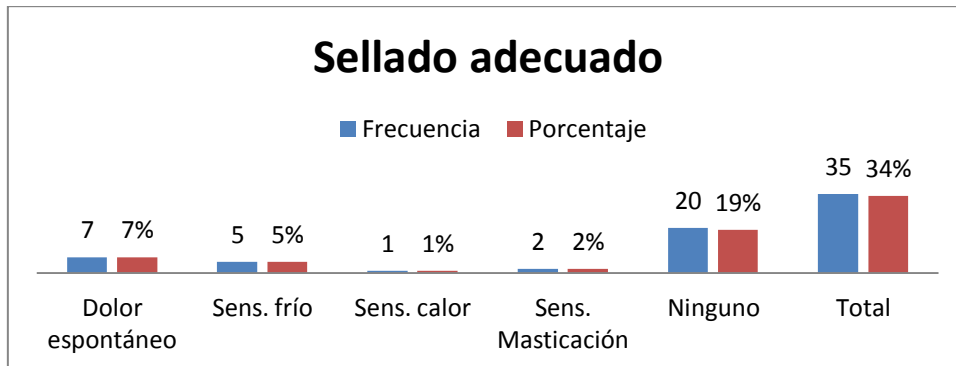 Sellado adecuado
Frecuencia Porcentaje
7 7% 5 5% 1 1% 2 2% 20 19% 35 34%
Dolor espontáneo Sens. frío Sens. calor Sens. Masticación Ninguno Total